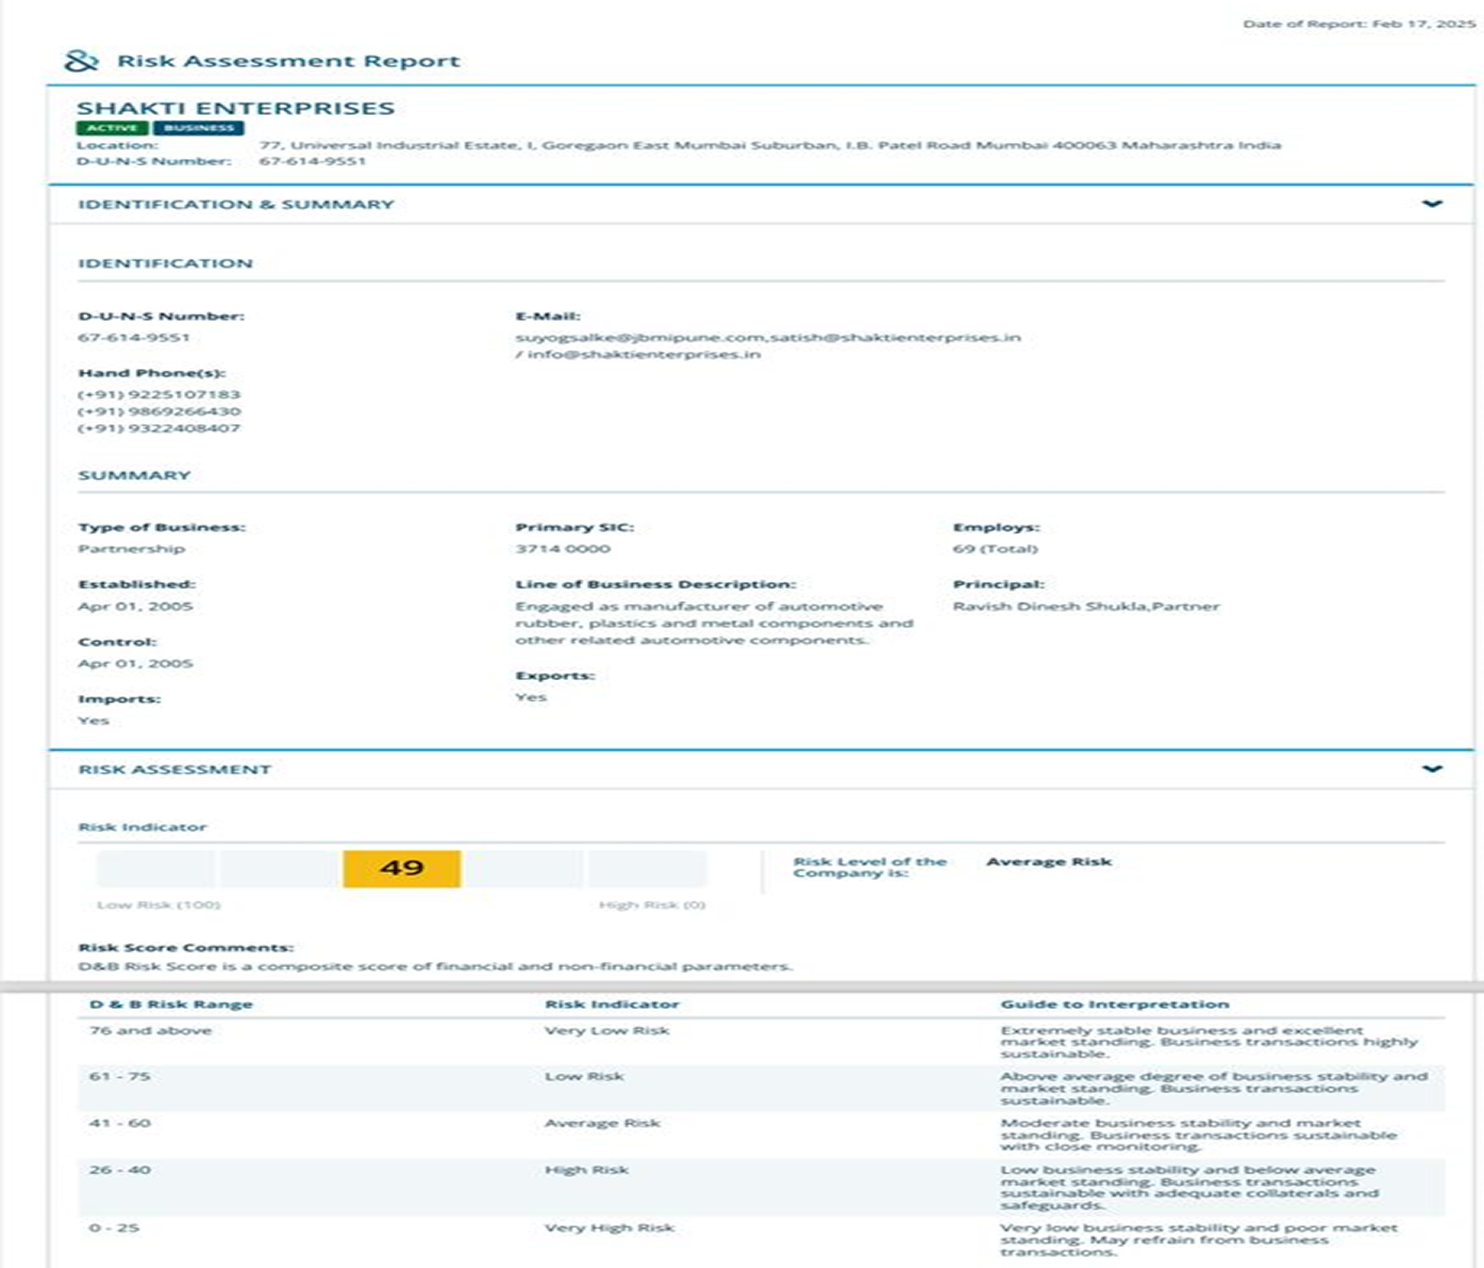 Date of Report: Feb 17, 2025
Risk Assessment Report
SHAKTI ENTERPRISES
ACTIVE BUSINESS
Location: 77, Universal Industrial Estate, I, Goregaon East Mumbai Suburban, I.B. Patel Road Mumbai 400063 Maharashtra India
D-U-N-S Number: 67-614-9551
IDENTIFICATION & SUMMARY
IDENTIFICATION
D-U-N-S Number:
67-614-9551
Hand Phone(s):
(+91) 9225107183
(+91) 9869266430
(+91) 9322408407
E-Mail:
suyogsalke@jbmipune.com,satish@shaktienterprises.in
/ info@shaktienterprises.in
SUMMARY
Type of Business:
Partnership
Established:
Apr 01, 2005
Control:
Apr 01, 2005
Imports:
Yes
Primary SIC:
3714 0000
Line of Business Description:
Engaged as manufacturer of automotive
rubber, plastics and metal components and
other related automotive components.
Exports:
Yes
Employs:
69 (Total)
Principal:
Ravish Dinesh Shukla,Partner
RISK ASSESSMENT
Risk Indicator
49
Low Risk (100) High Risk (0)
Risk Level of the
Company is:
Average Risk
Risk Score Comments:
D&B Risk Score is a composite score of financial and non-financial parameters.
D & B Risk Range Risk Indicator Guide to Interpretation
76 and above Very Low Risk Extremely stable business and excellent
market standing. Business transactions highly
sustainable.
61 - 75 Low Risk Above average degree of business stability and
market standing. Business transactions
sustainable.
41 - 60 Average Risk Moderate business stability and market
standing. Business transactions sustainable
with close monitoring.
26 - 40 High Risk Low business stability and below average
market standing. Business transactions
sustainable with adequate collaterals and
safeguards.
0 - 25 Very High Risk Very low business stability and poor market
standing. May refrain from business
transactions.